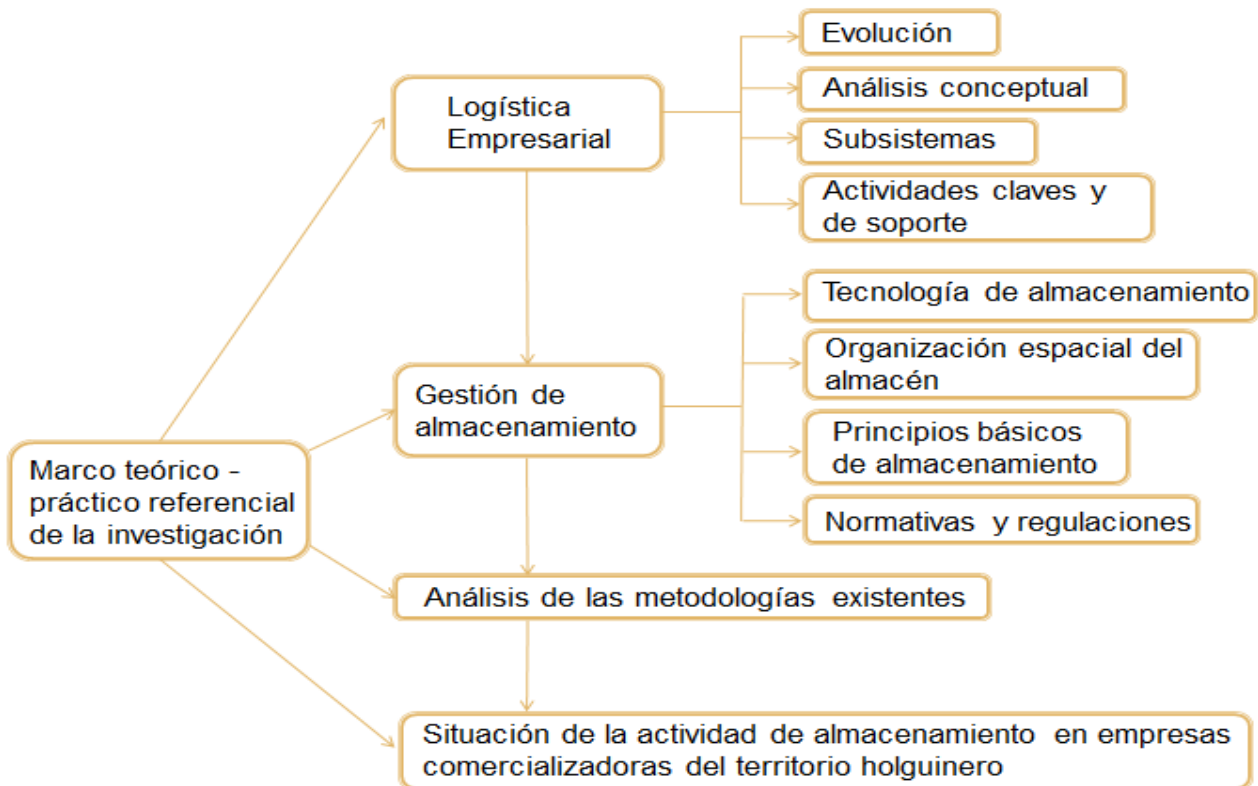 Evolución
Análisis conceptual
Logística
Empresarial
Subsistemas
Actividades claves y
de soporte
Tecnología de almacenamiento
Organización espacial del
almacén
Gestión de
almacenamiento
Principios básicos
de almacenamiento
Normativas y regulaciones
Marco teórico -
práctico referencial
de la investigación
Análisis de las metodologías existentes
Situación de la actividad de almacenamiento en empresas
comercializadoras del territorio holguinero